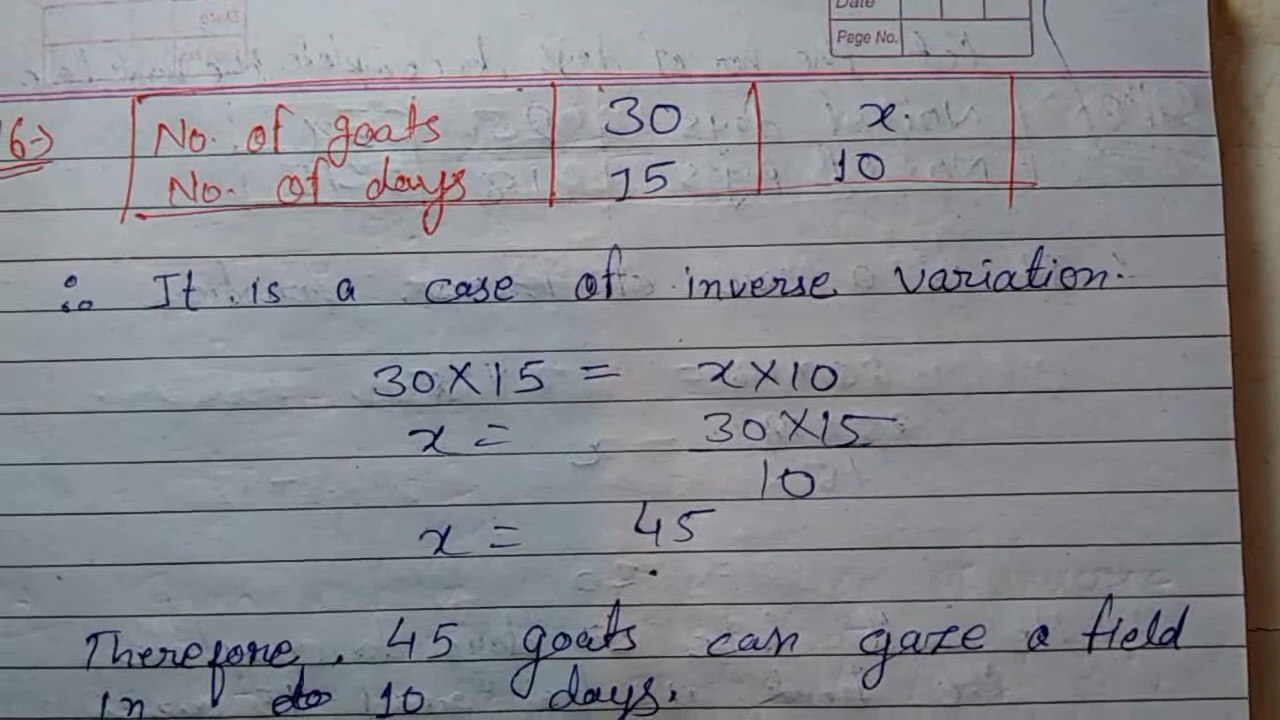 Date
Page No.
6→ No. of goats 30 x.
No. of days 15 10
∴ It is a case of inverse variation.
30×15 = x×10
x = 30×15
10
x = 45
Therefore, 45 goats can gaze a field
in 10 days.